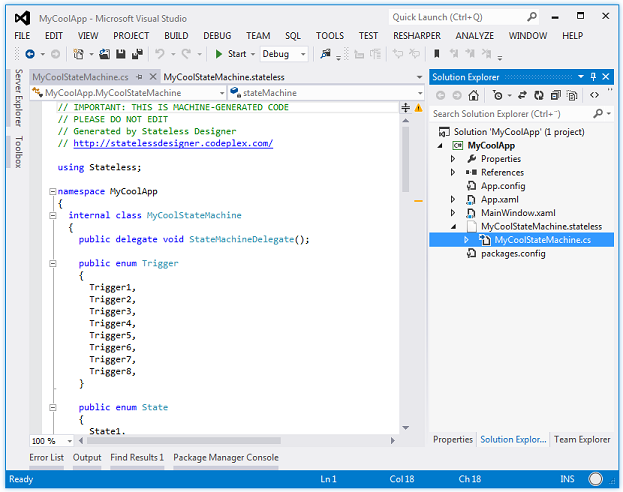 MyCoolApp - Microsoft Visual Studio
Quick Launch (Ctrl+Q)
FILE EDIT VIEW PROJECT BUILD DEBUG TEAM SQL TOOLS TEST RESHARPER ANALYZE WINDOW HELP
Start Debug
Server Explorer
Toolbox
MyCoolStateMachine.cs MyCoolStateMachine.stateless
MyCoolApp.MyCoolStateMachine stateMachine
// IMPORTANT: THIS IS MACHINE-GENERATED CODE
// PLEASE DO NOT EDIT
// Generated by Stateless Designer
// http://statelessdesigner.codeplex.com/
using Stateless;
namespace MyCoolApp
{
internal class MyCoolStateMachine
{
public delegate void StateMachineDelegate();
public enum Trigger
{
Trigger1,
Trigger2,
Trigger3,
Trigger4,
Trigger5,
Trigger6,
Trigger7,
Trigger8,
}
public enum State
{
State1,
100 %
Solution Explorer
Search Solution Explorer (Ctrl+¨)
Solution 'MyCoolApp' (1 project)
C# MyCoolApp
Properties
References
App.config
App.xaml
MainWindow.xaml
MyCoolStateMachine.stateless
MyCoolStateMachine.cs
packages.config
Properties Solution Explor... Team Explorer
Error List Output Find Results 1 Package Manager Console
Ready Ln 1 Col 18 Ch 18 INS